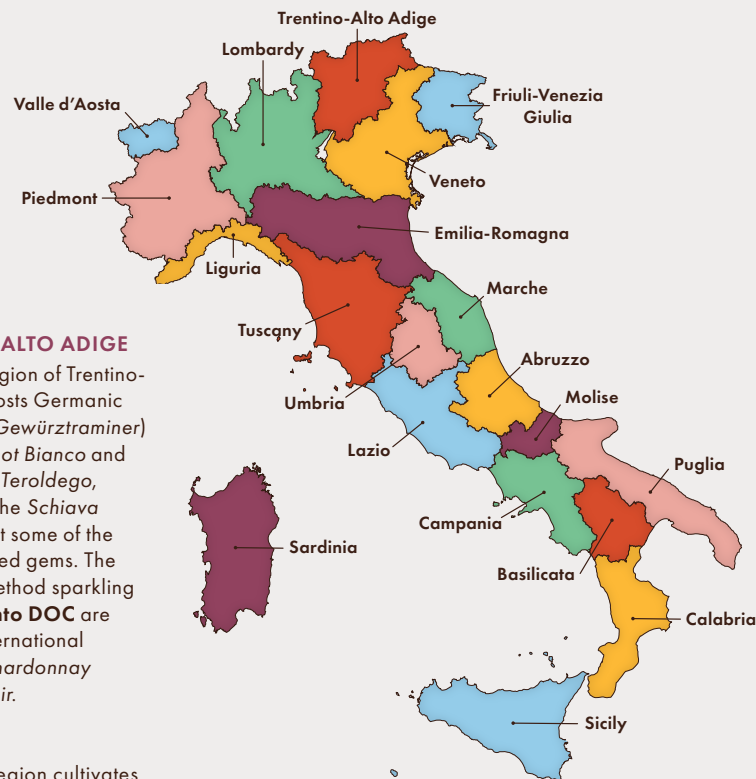 Trentino-Alto Adige
Lombardy
Valle d'Aosta
Friuli-Venezia
Giulia
Veneto
Piedmont
Emilia-Romagna
Liguria
Marche
Tuscany
Abruzzo
Umbria
Molise
Lazio
Puglia
Campania
Sardinia
Basilicata
Calabria
Sicily
ALTO ADIGE
gion of Trentino-
osts Germanic
Gewürztraminer)
ot Bianco and
Teroldego,
he Schiava
t some of the
ed gems. The
ethod sparkling
nto DOC are
ernational
hardonnay
ir.
egion cultivates